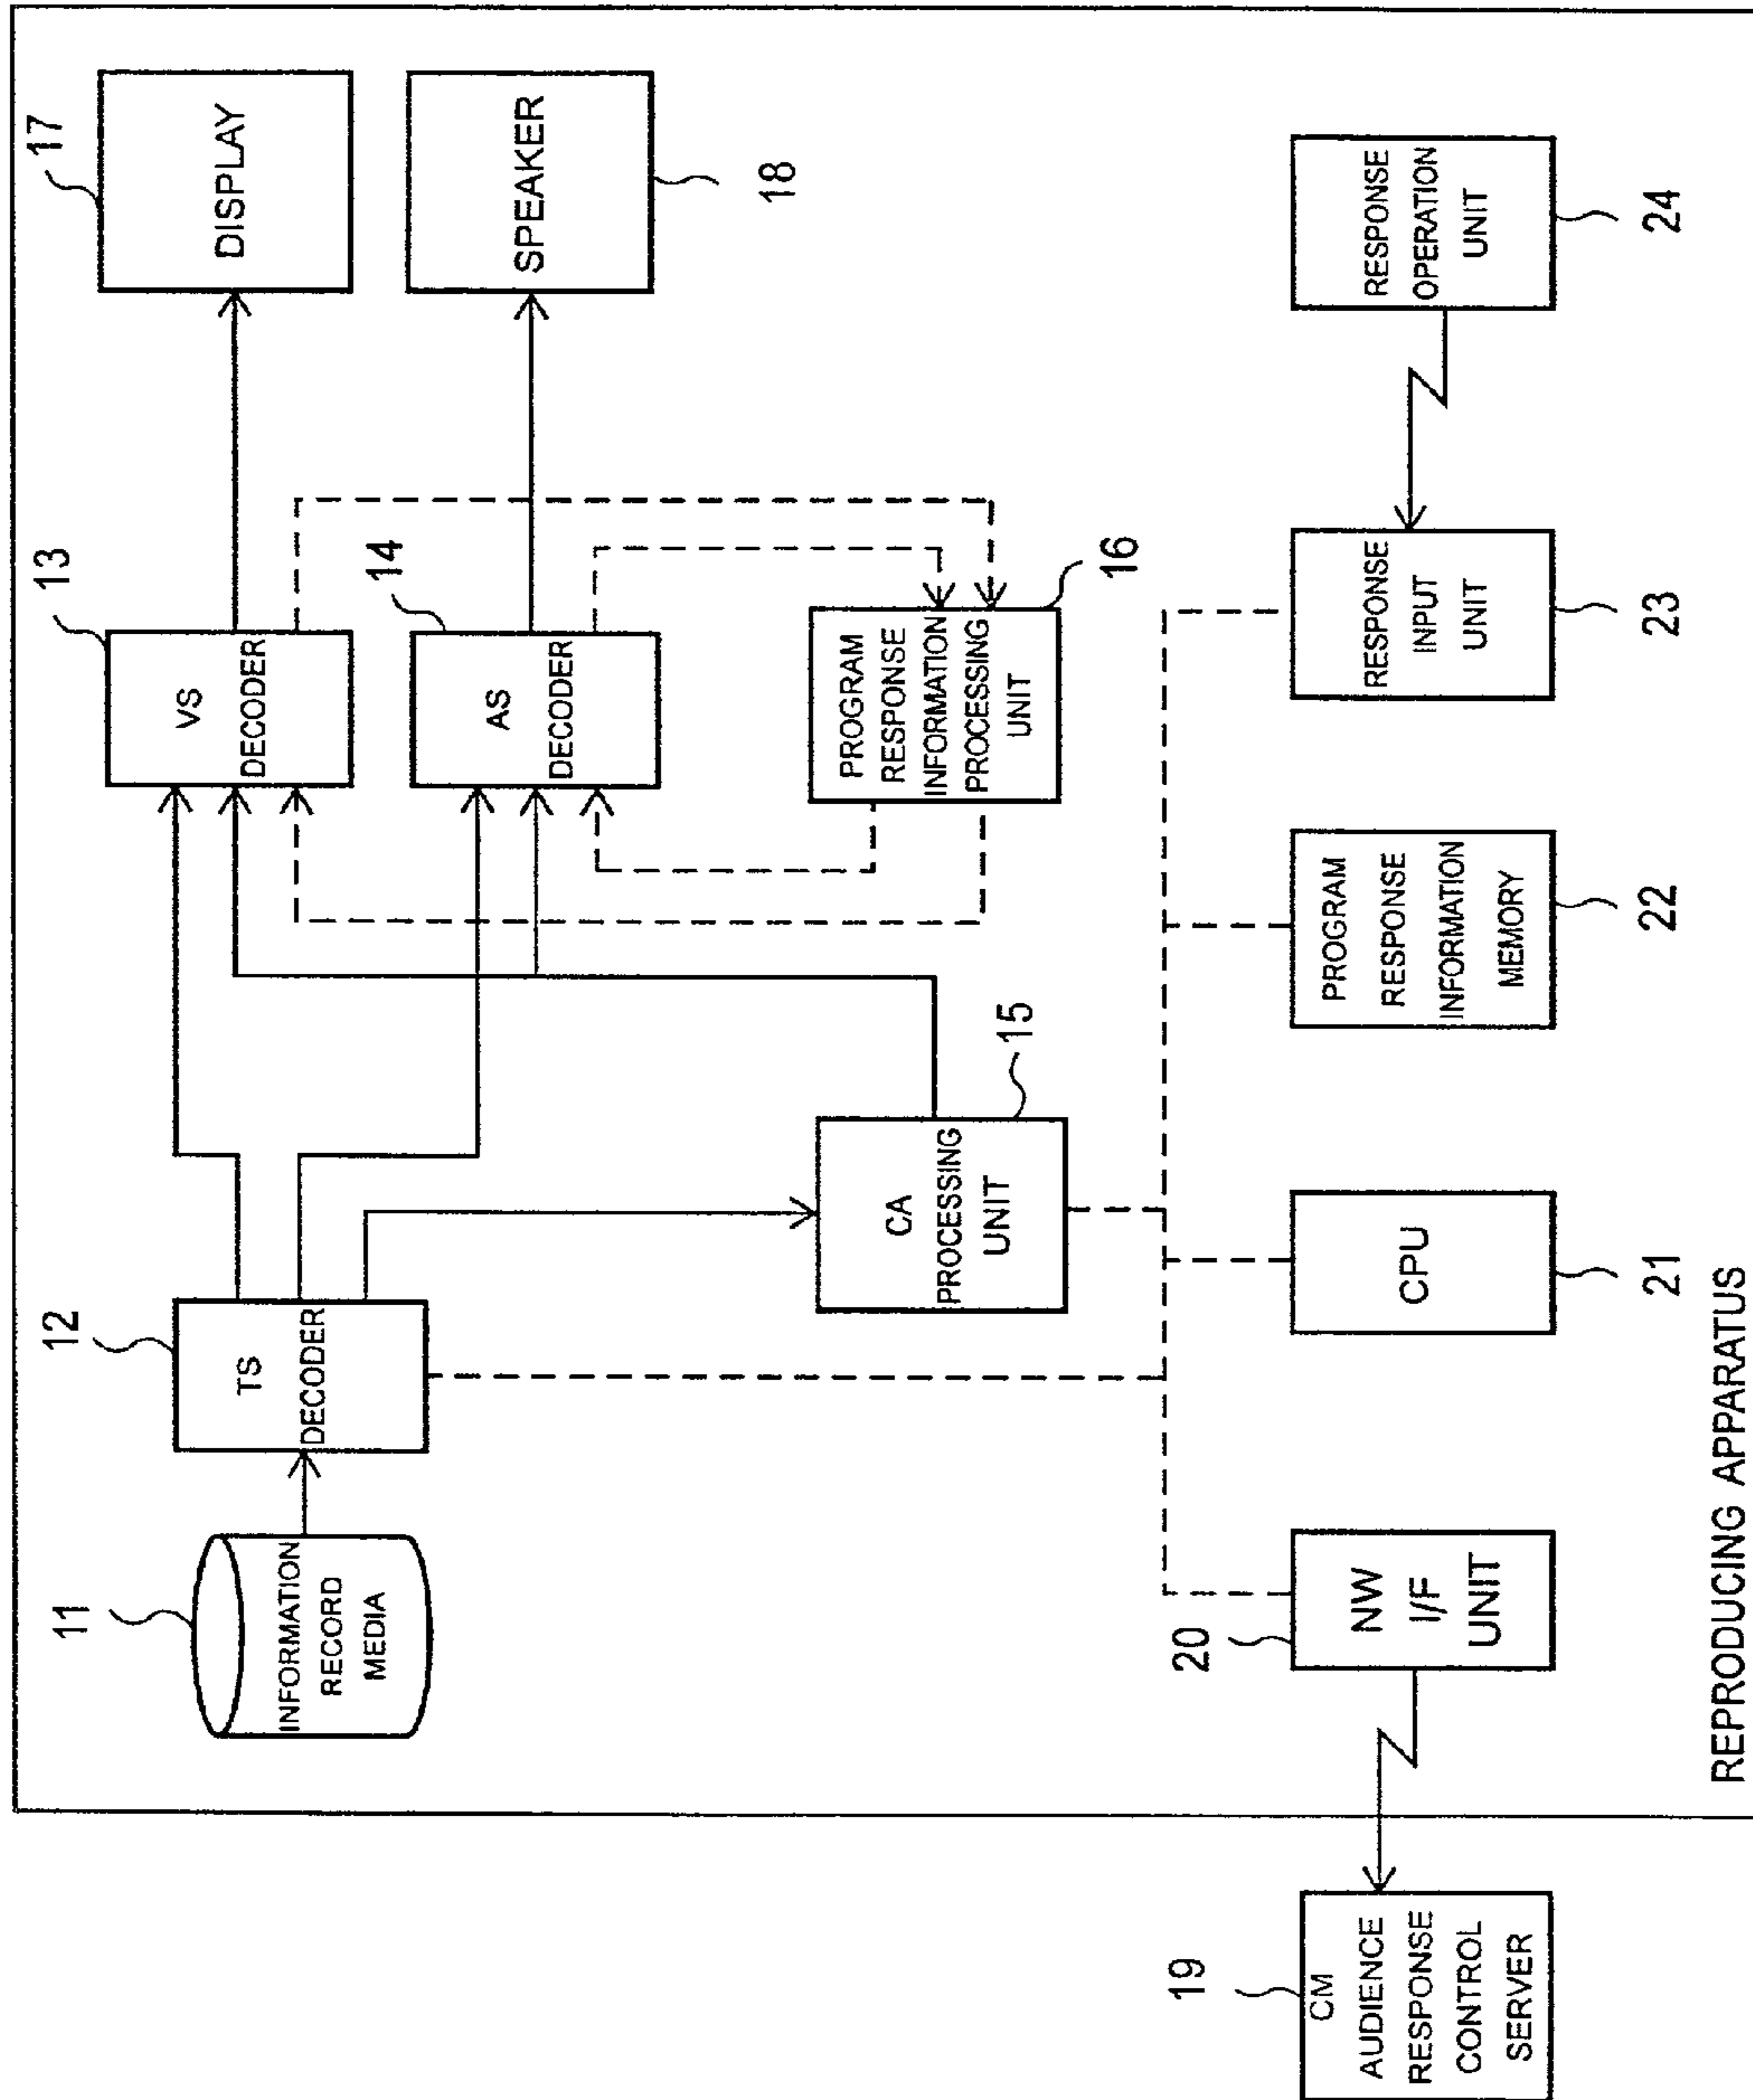 11
INFORMATION
RECORD
MEDIA
12
TS
DECODER
13
VS
DECODER
17
DISPLAY
14
AS
DECODER
SPEAKER
18
15
CA
PROCESSING
UNIT
16
PROGRAM
RESPONSE
INFORMATION
PROCESSING
UNIT
19
CM
AUDIENCE
RESPONSE
CONTROL
SERVER
20
NW
I/F
UNIT
CPU
21
PROGRAM
RESPONSE
INFORMATION
MEMORY
22
RESPONSE
INPUT
UNIT
23
RESPONSE
OPERATION
UNIT
24
REPRODUCING APPARATUS